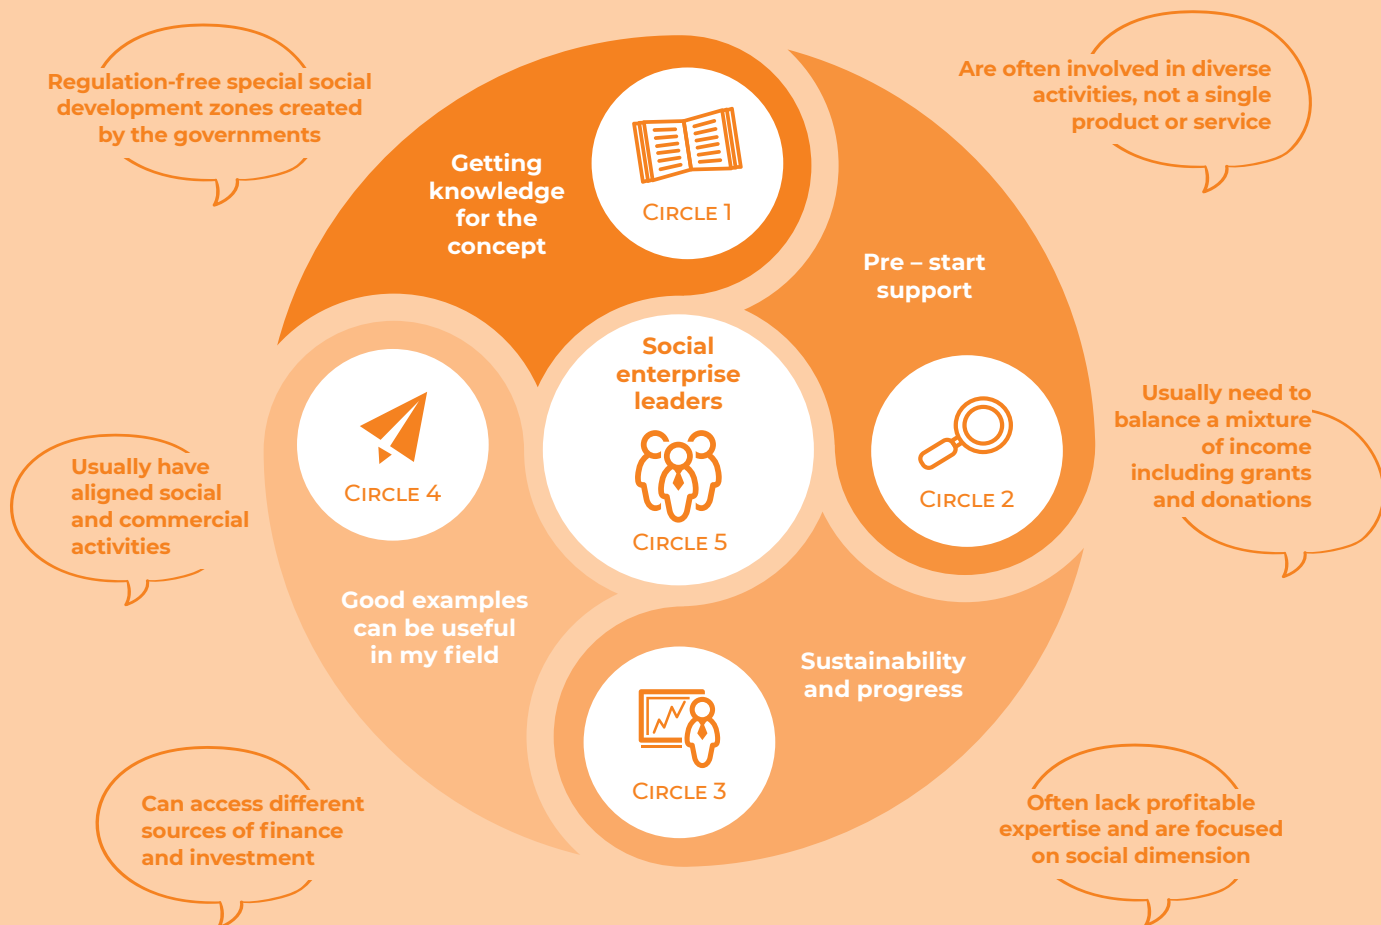 Regulation-free special social
development zones created
by the governments
Are often involved in diverse
activities, not a single
product or service
Getting
knowledge
for the
concept
CIRCLE 1
Pre – start
support
Social
enterprise
leaders
CIRCLE 5
CIRCLE 2
Usually need to
balance a mixture
of income
including grants
and donations
Usually have
aligned social
and commercial
activities
CIRCLE 4
Good examples
can be useful
in my field
Sustainability
and progress
CIRCLE 3
Can access different
sources of finance
and investment
Often lack profitable
expertise and are focused
on social dimension